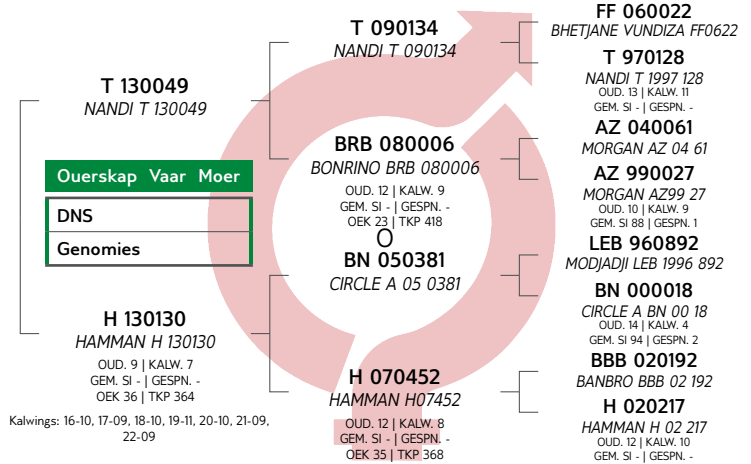 T 130049
NANDI T 130049
Ouerskap Vaar Moer
DNS
Genomies
H 130130
HAMMAN H 130130
OUD. 9 | KALW. 7
GEM. SI - | GESPN. -
OEK 36 | TKP 364
Kalwings: 16-10, 17-09, 18-10, 19-11, 20-10, 21-09,
22-09
T 090134
NANDI T 090134
BRB 080006
BONRINO BRB 080006
OUD. 12 | KALW. 9
GEM. SI - | GESPN. -
OEK 23 | TKP 418
O
BN 050381
CIRCLE A 05 0381
H 070452
HAMMAN H07452
OUD. 12 | KALW. 8
GEM. SI - | GESPN. -
OEK 35 | TKP 368
FF 060022
BHETJANE VUNDIZA FF0622
T 970128
NANDI T 1997 128
OUD. 13 | KALW. 11
GEM. SI - | GESPN. -
AZ 040061
MORGAN AZ 04 61
AZ 990027
MORGAN AZ99 27
OUD. 10 | KALW. 9
GEM. SI 88 | GESPN. 1
LEB 960892
MODJADJI LEB 1996 892
BN 000018
CIRCLE A BN 00 18
OUD. 14 | KALW. 4
GEM. SI 94 | GESPN. 2
BBB 020192
BANBRO BBB 02 192
H 020217
HAMMAN H 02 217
OUD. 12 | KALW. 10
GEM. SI - | GESPN. -